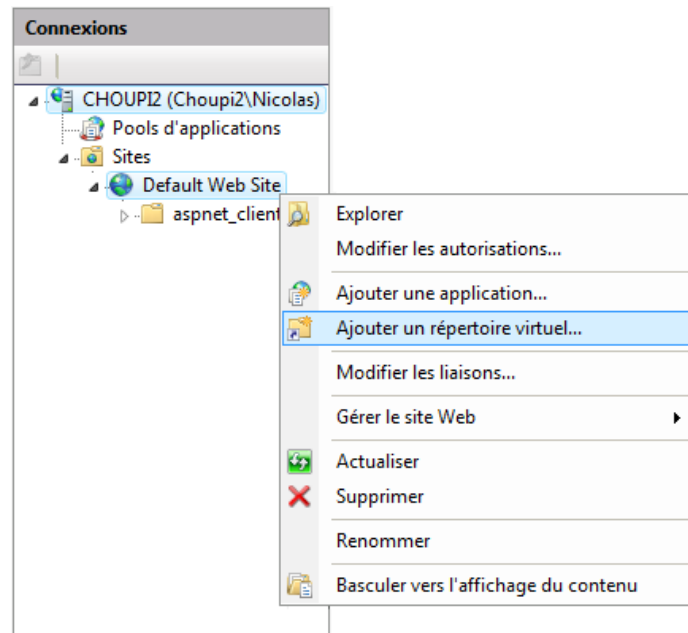 Connexions
CHOUPI2 (Choupi2\Nicolas)
Pools d'applications
Sites
Default Web Site
aspnet_client
Explorer
Modifier les autorisations...
Ajouter une application...
Ajouter un répertoire virtuel...
Modifier les liaisons...
Gérer le site Web
Actualiser
Supprimer
Renommer
Basculer vers l'affichage du contenu